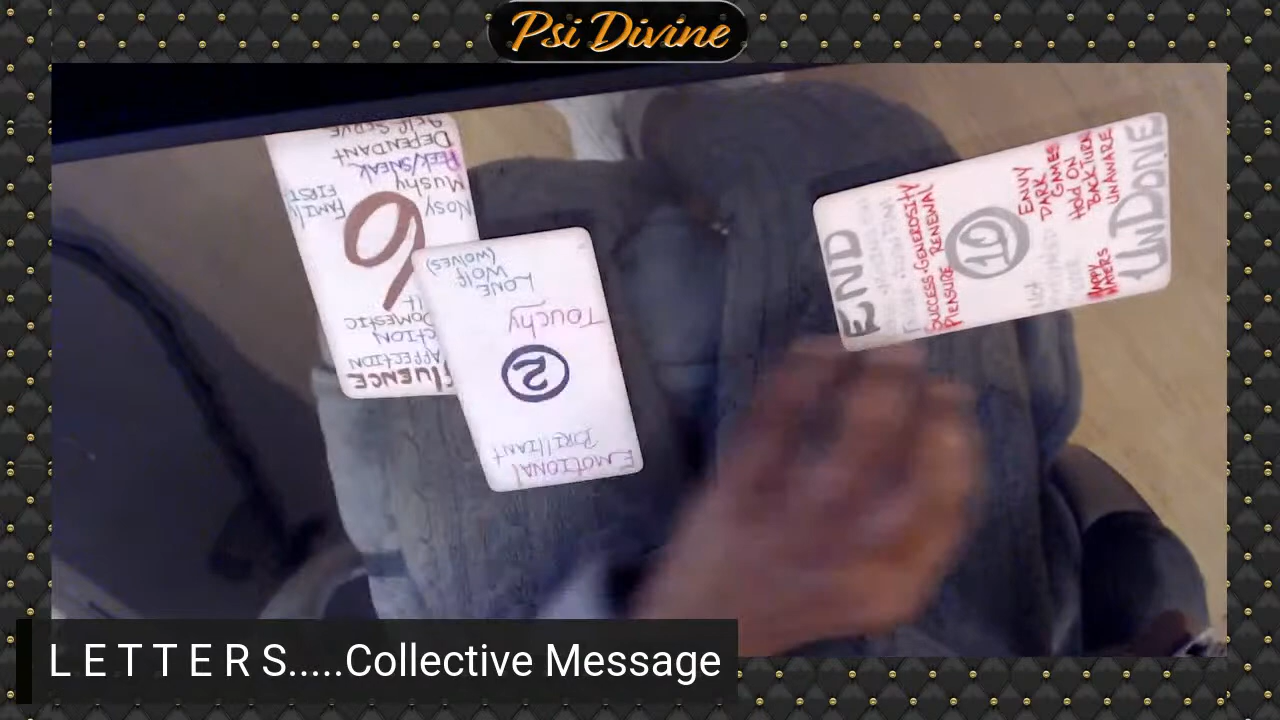 Psi Divine
SELF SERVE
DEPENDANT
PEEK/SNEAK
Mushy
Nosy
FAMILY
FIRST
6
DOMESTIC
AFFECTION
LONE
WOLF
(WOLVES)
Touchy
2
BRIllIANT
EMOTIONAL
END
SUCCESS·GENEROSITY
PLEASURE RENEWAL
10
ENVY
DARK
GAMES
Hold ON
BACK TURN
UNAWARE
HAPPY
HATERS
UNDONE
L E T T E R S.....Collective Message